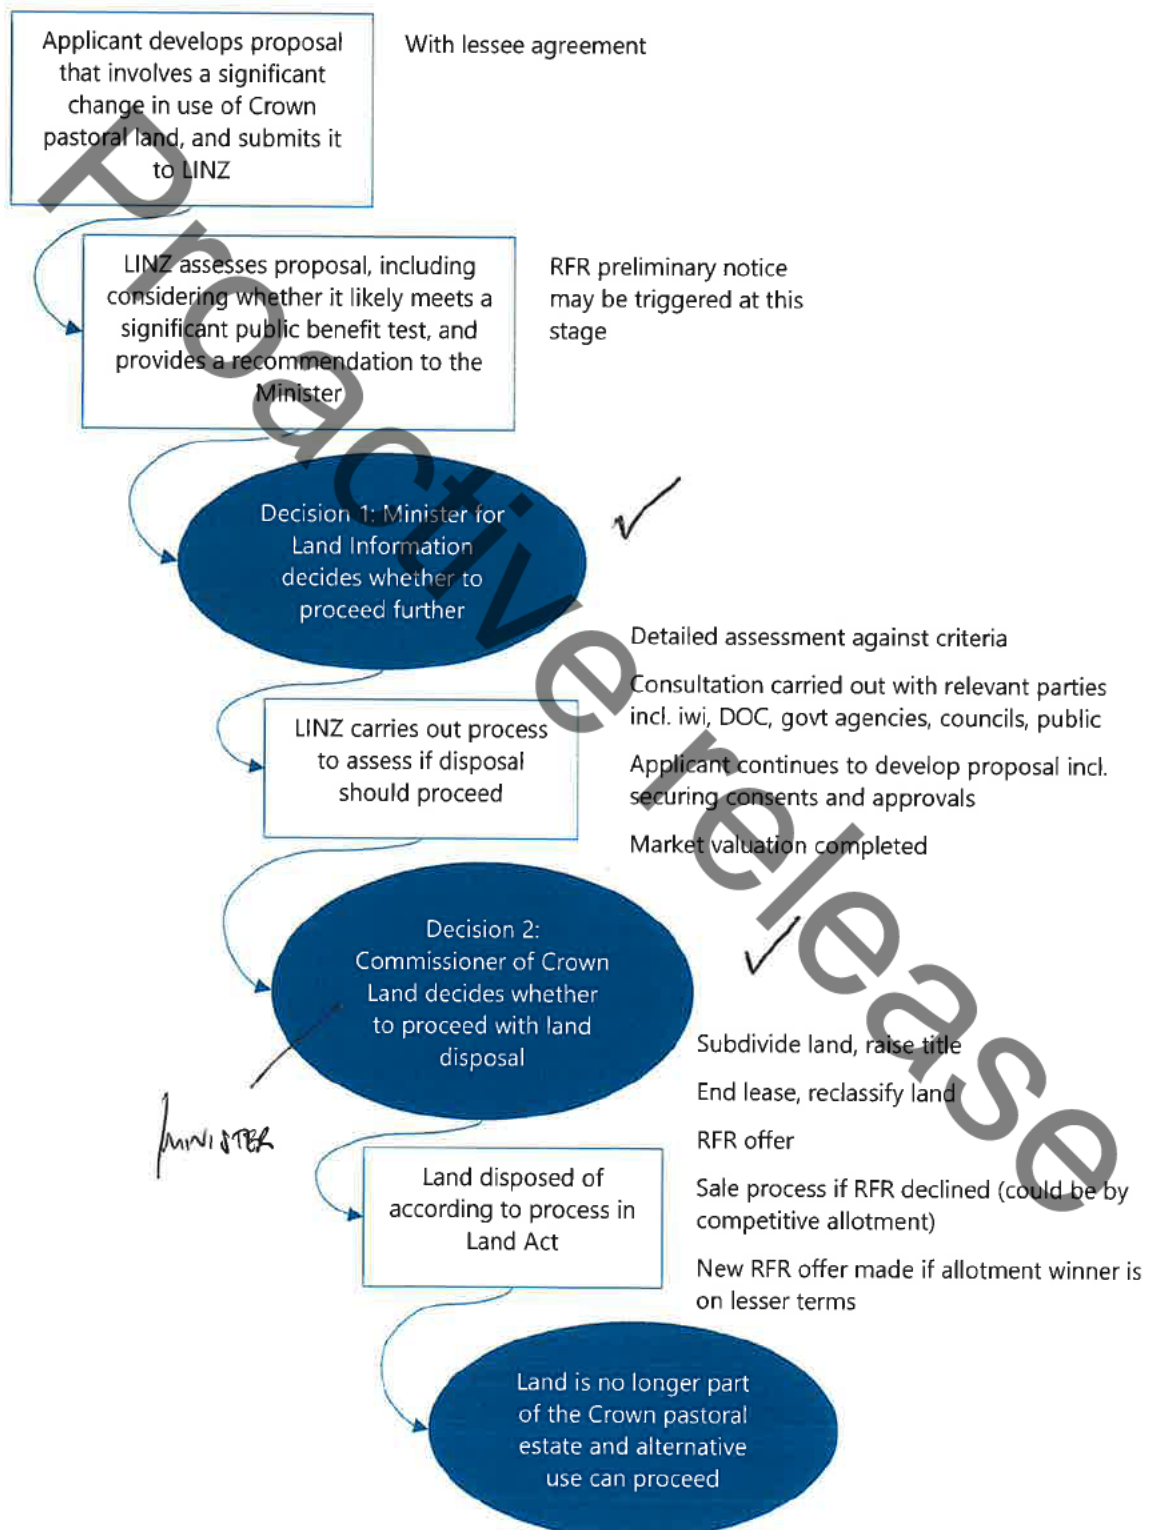 Applicant develops proposal
that involves a significant
change in use of Crown
pastoral land, and submits it
to LINZ
With lessee agreement
LINZ assesses proposal, including
considering whether it likely meets a
significant public benefit test, and
provides a recommendation to the
Minister
RFR preliminary notice
may be triggered at this
stage
Decision 1: Minister for
Land Information
decides whether to
proceed further
LINZ carries out process
to assess if disposal
should proceed
Detailed assessment against criteria
Consultation carried out with relevant parties
incl. iwi, DOC, govt agencies, councils, public
Applicant continues to develop proposal incl.
securing consents and approvals
Market valuation completed
Decision 2:
Commissioner of Crown
Land decides whether
to proceed with land
disposal
MINISTER
Land disposed of
according to process in
Land Act
Subdivide land, raise title
End lease, reclassify land
RFR offer
Sale process if RFR declined (could be by
competitive allotment)
New RFR offer made if allotment winner is
on lesser terms
Land is no longer part
of the Crown pastoral
estate and alternative
use can proceed
Proactive release